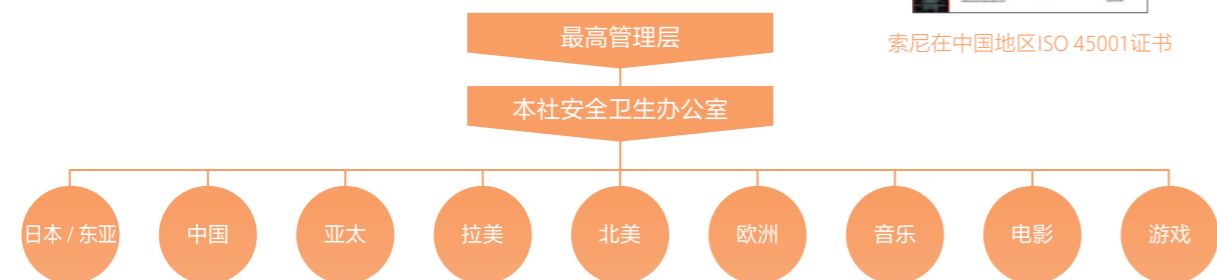 最高管理层
索尼在中国地区ISO 45001证书
本社安全卫生办公室
日本 / 东亚
中国
亚太
拉美
北美
欧洲
音乐
电影
游戏